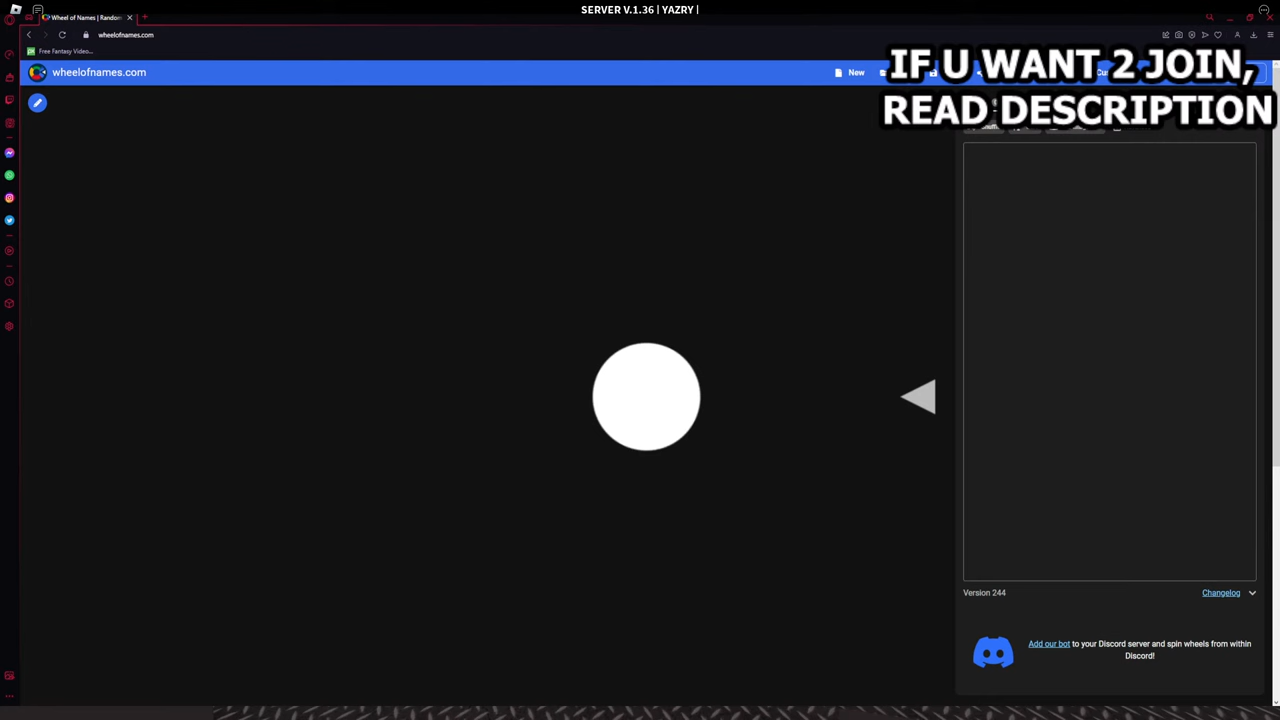 SERVER V.1.36 | YAZRY |
Wheel of Names | Random
wheelofnames.com
Free Fantasy Video...
wheelofnames.com
New
IF U WANT 2 JOIN,
READ DESCRIPTION
Version 244
Changelog
Add our bot to your Discord server and spin wheels from within
Discord!